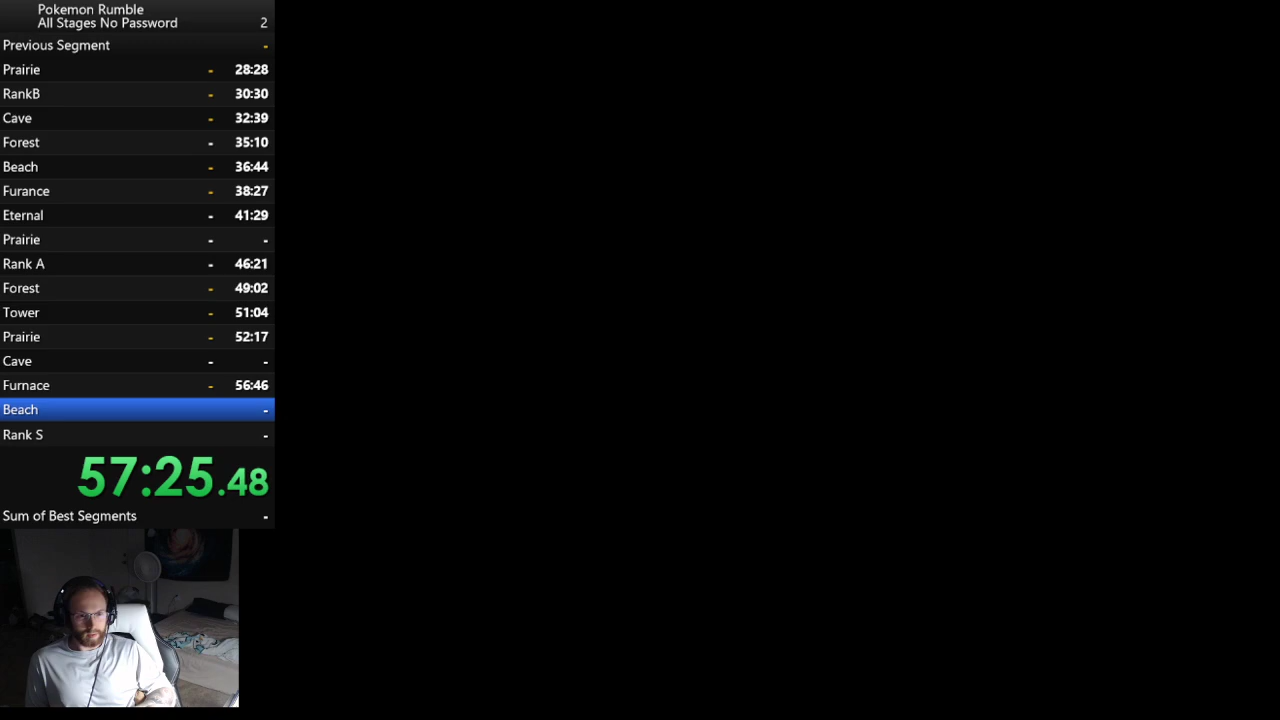 Pokemon Rumble
All Stages No Password 2
Previous Segment -
Prairie - 28:28
RankB - 30:30
Cave - 32:39
Forest - 35:10
Beach - 36:44
Furance - 38:27
Eternal - 41:29
Prairie - -
Rank A - 46:21
Forest - 49:02
Tower - 51:04
Prairie - 52:17
Cave - -
Furnace - 56:46
Beach -
Rank S -
57:25.48
Sum of Best Segments -